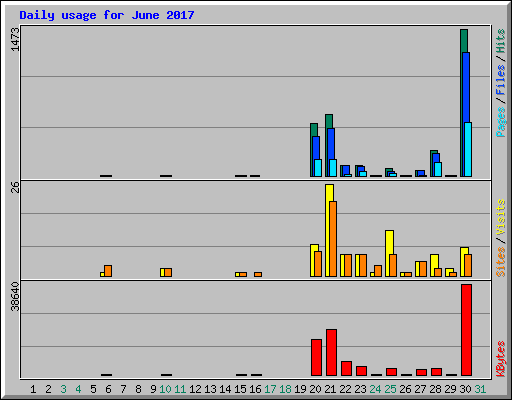 Daily usage for June 2017
1473
Pages / Files / Hits
26
Sites / Visits
38640
KBytes
1 2 3 4 5 6 7 8 9 10 11 12 13 14 15 16 17 18 19 20 21 22 23 24 25 26 27 28 29 30 31